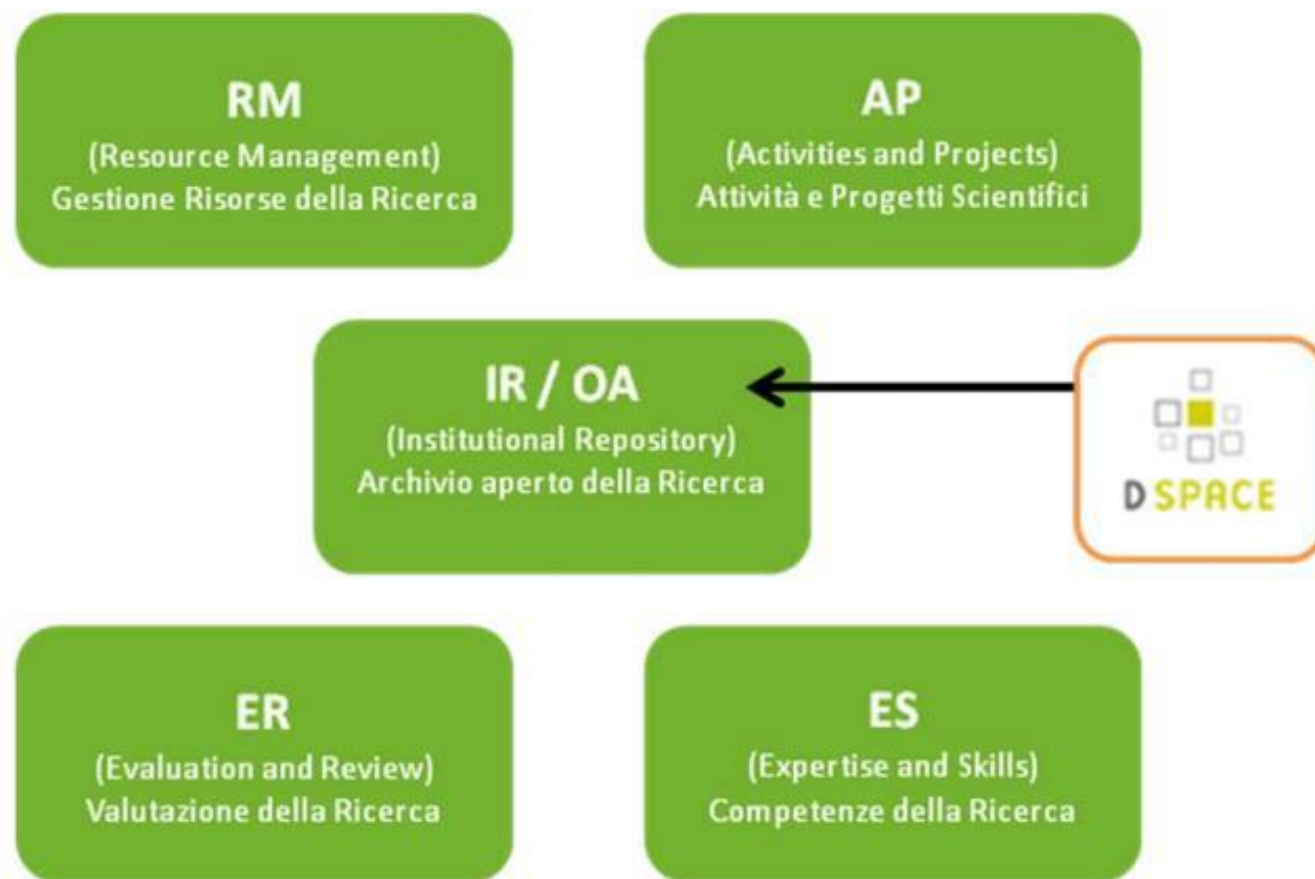 RM
(Resource Management)
Gestione Risorse della Ricerca
AP
(Activities and Projects)
Attività e Progetti Scientifici
IR / OA
(Institutional Repository)
Archivio aperto della Ricerca
DSPACE
ER
(Evaluation and Review)
Valutazione della Ricerca
ES
(Expertise and Skills)
Competenze della Ricerca